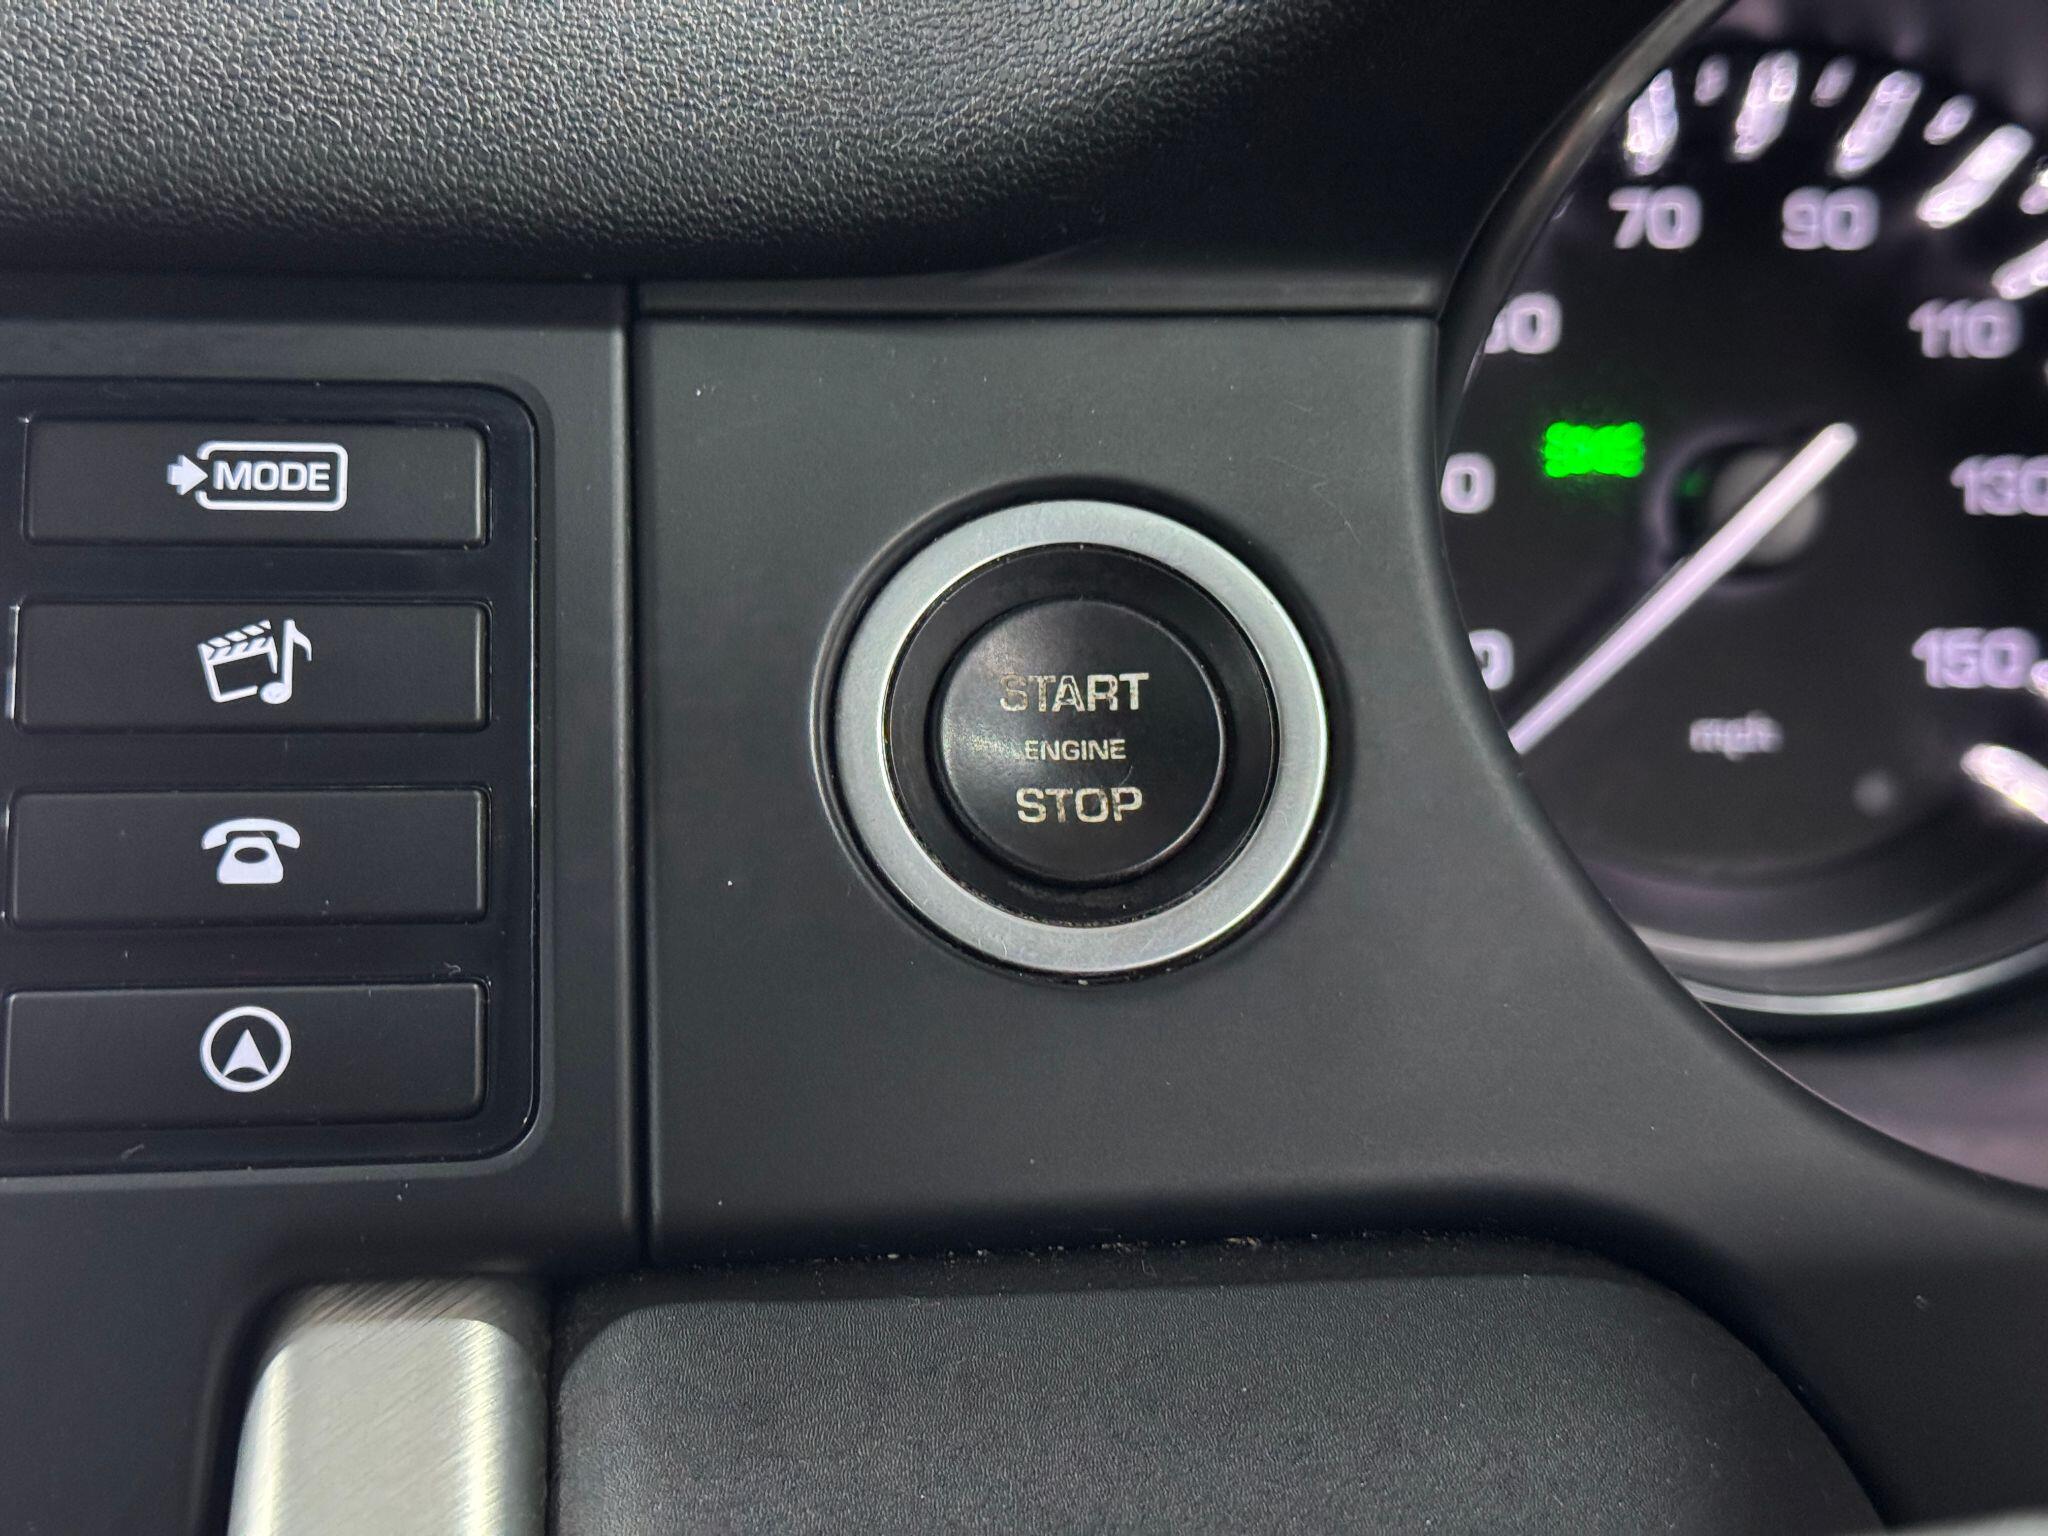 MODE
START
ENGINE
STOP
70
90
110
130
150
mph